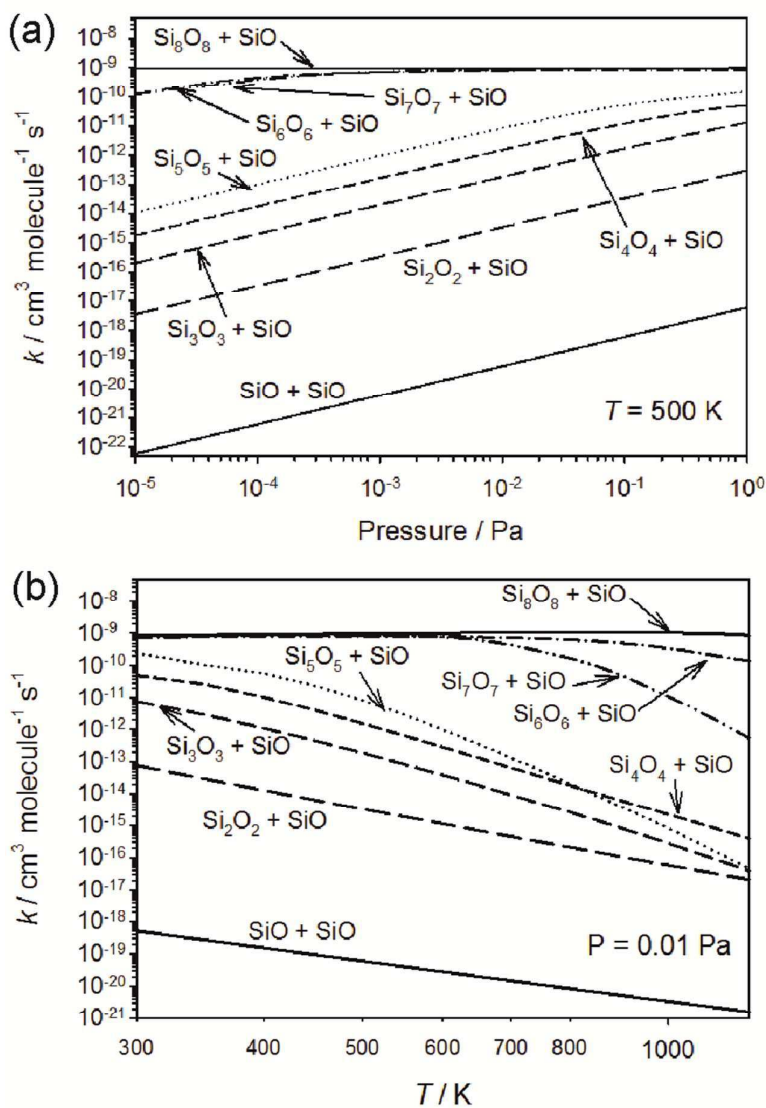 (a)
k / cm³ molecule⁻¹ s⁻¹
10⁻⁸
10⁻⁹
10⁻¹⁰
10⁻¹¹
10⁻¹²
10⁻¹³
10⁻¹⁴
10⁻¹⁵
10⁻¹⁶
10⁻¹⁷
10⁻¹⁸
10⁻¹⁹
10⁻²⁰
10⁻²¹
10⁻²²
Si₈O₈ + SiO
Si₇O₇ + SiO
Si₆O₆ + SiO
Si₅O₅ + SiO
Si₄O₄ + SiO
Si₂O₂ + SiO
Si₃O₃ + SiO
SiO + SiO
T = 500 K
10⁻⁵ 10⁻⁴ 10⁻³ 10⁻² 10⁻¹ 10⁰
Pressure / Pa
(b)
k / cm³ molecule⁻¹ s⁻¹
10⁻⁸
10⁻⁹
10⁻¹⁰
10⁻¹¹
10⁻¹²
10⁻¹³
10⁻¹⁴
10⁻¹⁵
10⁻¹⁶
10⁻¹⁷
10⁻¹⁸
10⁻¹⁹
10⁻²⁰
10⁻²¹
Si₈O₈ + SiO
Si₅O₅ + SiO
Si₇O₇ + SiO
Si₆O₆ + SiO
Si₃O₃ + SiO
Si₄O₄ + SiO
Si₂O₂ + SiO
SiO + SiO
P = 0.01 Pa
300 400 500 600 700 800 1000
T / K